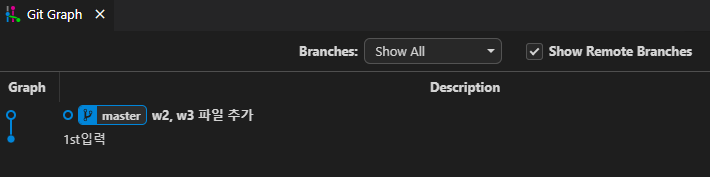 Git Graph
Branches: Show All Show Remote Branches
Graph Description
master w2, w3 파일 추가
1st입력